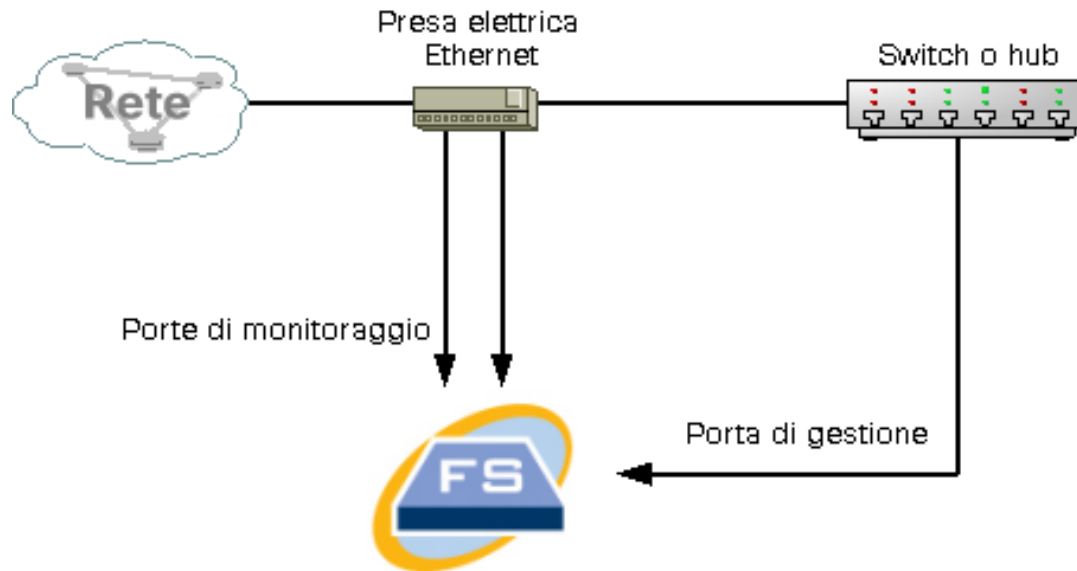 Presa elettrica
Ethernet
Switch o hub
Rete
Porte di monitoraggio
Porta di gestione
FS